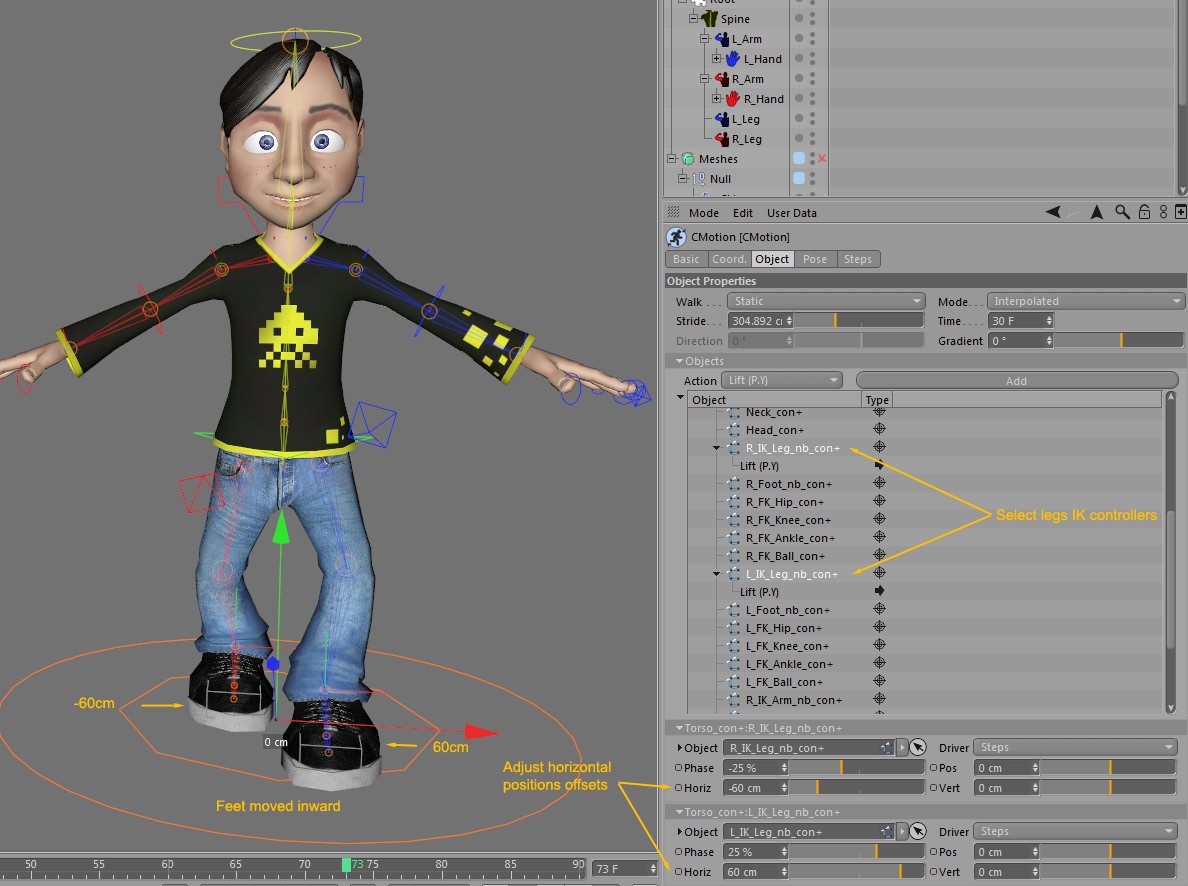 Root
Spine
L_Arm
L_Hand
R_Arm
R_Hand
L_Leg
R_Leg
Meshes
Null
Mode Edit User Data
CMotion [CMotion]
Basic Coord. Object Pose Steps
Object Properties
Walk . . . Static Mode. . . Interpolated
Stride. . . 304.892 cı Time. . . . 30 F
Direction 0 ° Gradient 0 °
Objects
Action Lift (P.Y) Add
Object Type
Neck_con+
Head_con+
R_IK_Leg_nb_con+
Lift (P.Y)
R_Foot_nb_con+
R_FK_Hip_con+
R_FK_Knee_con+
R_FK_Ankle_con+
R_FK_Ball_con+
L_IK_Leg_nb_con+
Lift (P.Y)
L_Foot_nb_con+
L_FK_Hip_con+
L_FK_Knee_con+
L_FK_Ankle_con+
L_FK_Ball_con+
R_IK_Arm_nb_con+
Select legs IK controllers
Torso_con+:R_IK_Leg_nb_con+
Object R_IK_Leg_nb_con+ Driver Steps
Phase -25 % Pos 0 cm
Horiz -60 cm Vert 0 cm
Torso_con+:L_IK_Leg_nb_con+
Object L_IK_Leg_nb_con+ Driver Steps
Phase 25 % Pos 0 cm
Horiz 60 cm Vert 0 cm
-60cm
0 cm
60cm
Adjust horizontal
positions offsets
Feet moved inward
50 55 60 65 70 73 75 80 85 90
73 F